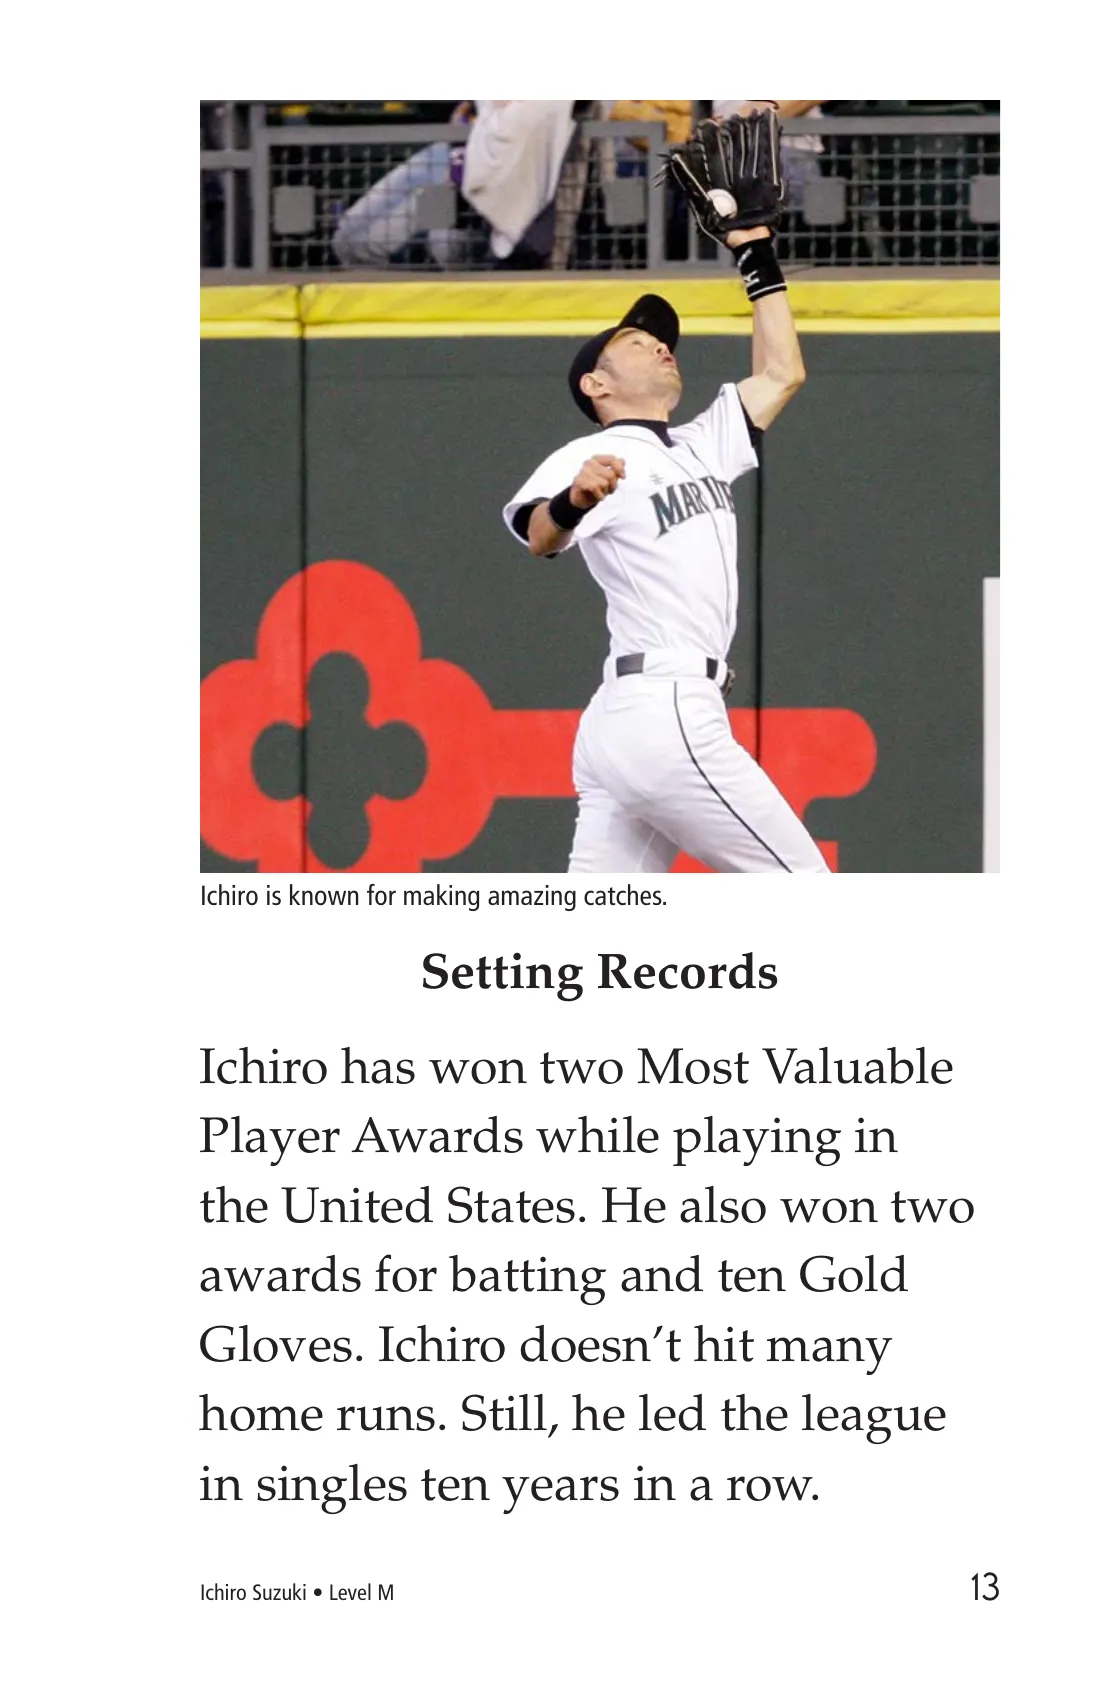 MARINE
Ichiro is known for making amazing catches.
Setting Records
Ichiro has won two Most Valuable
Player Awards while playing in
the United States. He also won two
awards for batting and ten Gold
Gloves. Ichiro doesn’t hit many
home runs. Still, he led the league
in singles ten years in a row.
Ichiro Suzuki • Level M
13